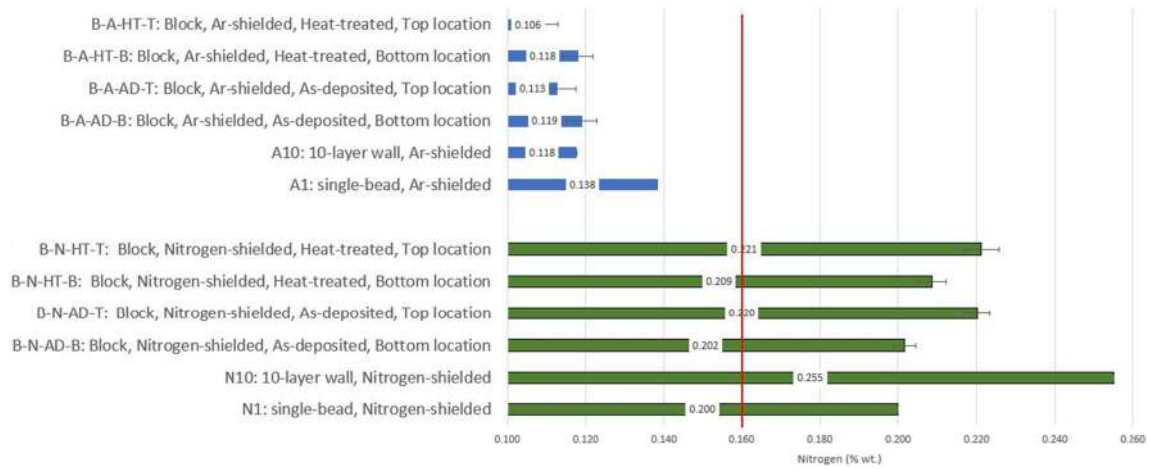 B-A-HT-T: Block, Ar-shielded, Heat-treated, Top location 0.106
B-A-HT-B: Block, Ar-shielded, Heat-treated, Bottom location 0.118
B-A-AD-T: Block, Ar-shielded, As-deposited, Top location 0.113
B-A-AD-B: Block, Ar-shielded, As-deposited, Bottom location 0.119
A10: 10-layer wall, Ar-shielded 0.118
A1: single-bead, Ar-shielded 0.138
B-N-HT-T: Block, Nitrogen-shielded, Heat-treated, Top location 0.221
B-N-HT-B: Block, Nitrogen-shielded, Heat-treated, Bottom location 0.209
B-N-AD-T: Block, Nitrogen-shielded, As-deposited, Top location 0.220
B-N-AD-B: Block, Nitrogen-shielded, As-deposited, Bottom location 0.202
N10: 10-layer wall, Nitrogen-shielded 0.255
N1: single-bead, Nitrogen-shielded 0.200
0.100 0.120 0.140 0.160 0.180 0.200 0.220 0.240 0.260
Nitrogen (% wt.)